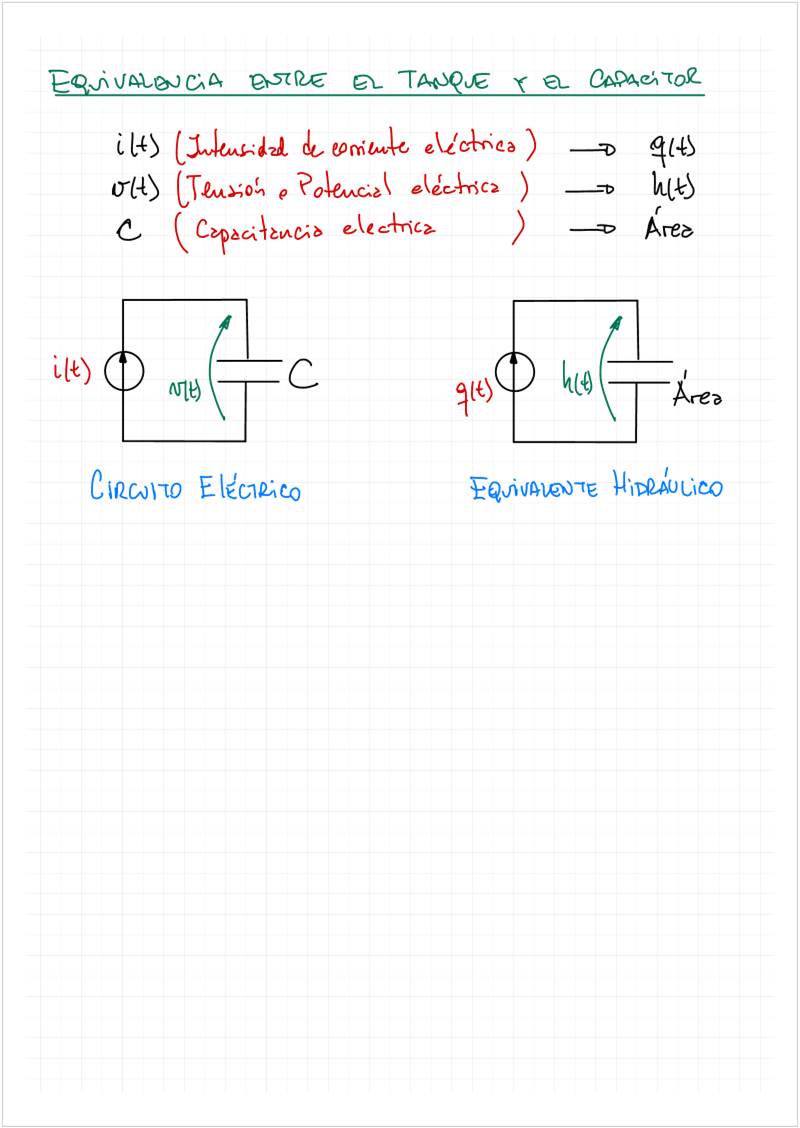 EQUIVALENCIA ENTRE EL TANQUE Y EL CAPACITOR
i(t) (Intensidad de corriente eléctrica) → q(t)
v(t) (Tensión o Potencial eléctrica) → h(t)
C (Capacitancia electrica) → Área
i(t) v(t) C
q(t) h(t) Área
CIRCUITO ELÉCTRICO
EQUIVALENTE HIDRÁULICO